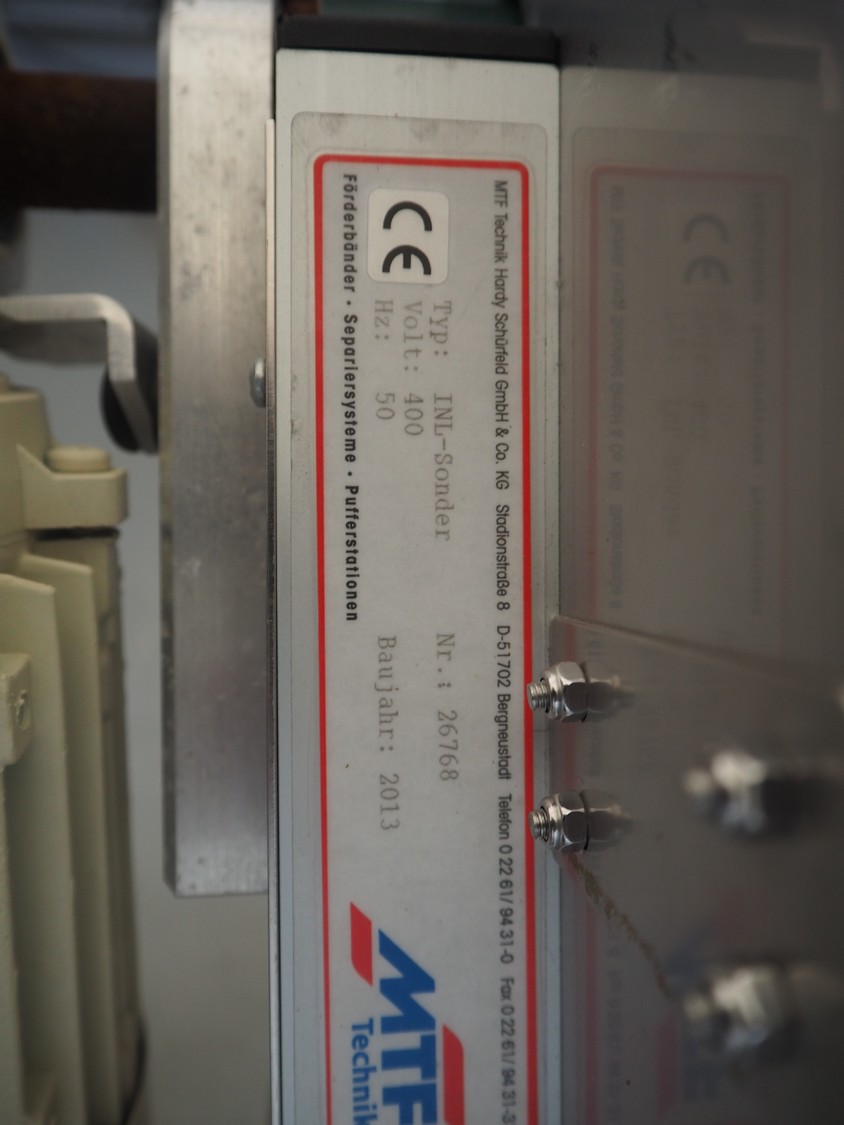 MTF Technik Hardy Schürfeld GmbH & Co. KG Stadionstraße 8 D-51702 Bergneustadt Telefon 0 22 61/ 94 31-0 Fax 0 22 61/ 94 31-3
CE
Typ: INL-Sonder Nr.: 26768
Volt: 400
Hz: 50 Baujahr: 2013
Förderbänder • Separiersysteme • Pufferstationen
MTF
Technik